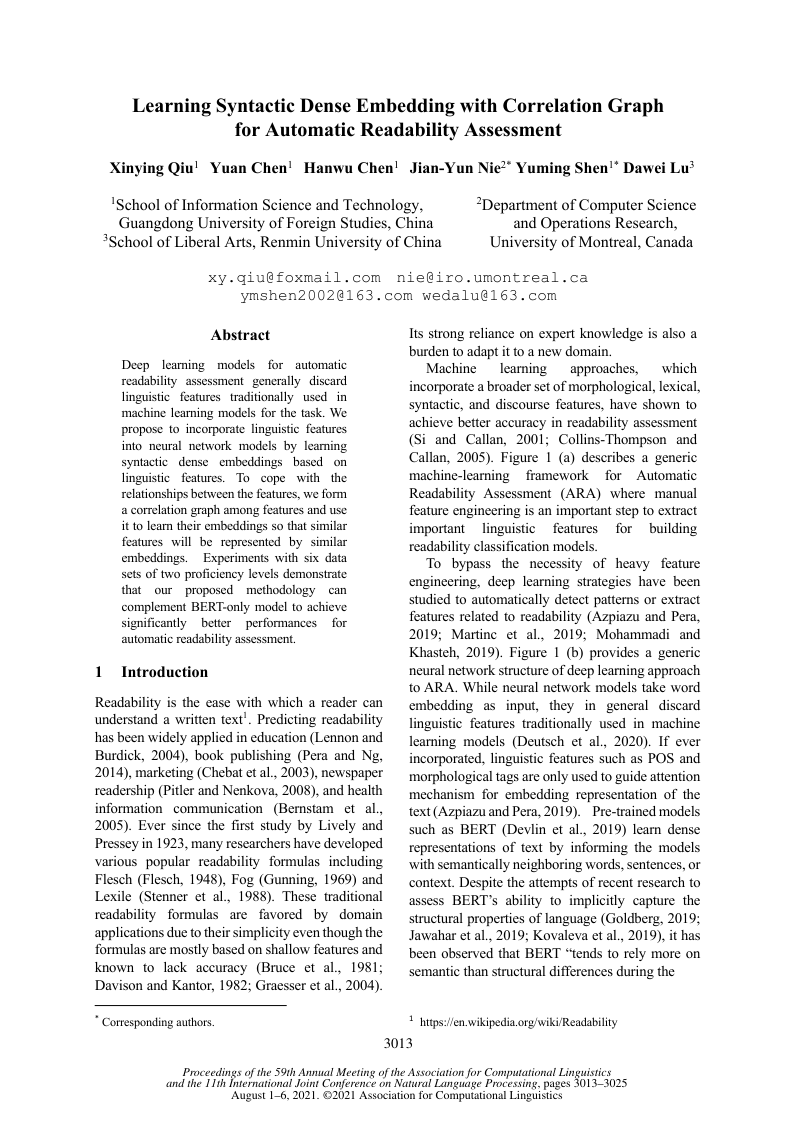 Learning Syntactic Dense Embedding with Correlation Graph
for Automatic Readability Assessment
Xinying Qiu1 Yuan Chen1 Hanwu Chen1 Jian-Yun Nie2* Yuming Shen1* Dawei Lu3
1School of Information Science and Technology,
Guangdong University of Foreign Studies, China
3School of Liberal Arts, Renmin University of China
2Department of Computer Science
and Operations Research,
University of Montreal, Canada
xy.qiu@foxmail.com nie@iro.umontreal.ca
ymshen2002@163.com wedalu@163.com
Abstract
Deep learning models for automatic
readability assessment generally discard
linguistic features traditionally used in
machine learning models for the task. We
propose to incorporate linguistic features
into neural network models by learning
syntactic dense embeddings based on
linguistic features. To cope with the
relationships between the features, we form
a correlation graph among features and use
it to learn their embeddings so that similar
features will be represented by similar
embeddings. Experiments with six data
sets of two proficiency levels demonstrate
that our proposed methodology can
complement BERT-only model to achieve
significantly better performances for
automatic readability assessment.
1 Introduction
Readability is the ease with which a reader can
understand a written text1. Predicting readability
has been widely applied in education (Lennon and
Burdick, 2004), book publishing (Pera and Ng,
2014), marketing (Chebat et al., 2003), newspaper
readership (Pitler and Nenkova, 2008), and health
information communication (Bernstam et al.,
2005). Ever since the first study by Lively and
Pressey in 1923, many researchers have developed
various popular readability formulas including
Flesch (Flesch, 1948), Fog (Gunning, 1969) and
Lexile (Stenner et al., 1988). These traditional
readability formulas are favored by domain
applications due to their simplicity even though the
formulas are mostly based on shallow features and
known to lack accuracy (Bruce et al., 1981;
Davison and Kantor, 1982; Graesser et al., 2004).
Its strong reliance on expert knowledge is also a
burden to adapt it to a new domain.
Machine learning approaches, which
incorporate a broader set of morphological, lexical,
syntactic, and discourse features, have shown to
achieve better accuracy in readability assessment
(Si and Callan, 2001; Collins-Thompson and
Callan, 2005). Figure 1 (a) describes a generic
machine-learning framework for Automatic
Readability Assessment (ARA) where manual
feature engineering is an important step to extract
important linguistic features for building
readability classification models.
To bypass the necessity of heavy feature
engineering, deep learning strategies have been
studied to automatically detect patterns or extract
features related to readability (Azpiazu and Pera,
2019; Martinc et al., 2019; Mohammadi and
Khasteh, 2019). Figure 1 (b) provides a generic
neural network structure of deep learning approach
to ARA. While neural network models take word
embedding as input, they in general discard
linguistic features traditionally used in machine
learning models (Deutsch et al., 2020). If ever
incorporated, linguistic features such as POS and
morphological tags are only used to guide attention
mechanism for embedding representation of the
text (Azpiazu and Pera, 2019). Pre-trained models
such as BERT (Devlin et al., 2019) learn dense
representations of text by informing the models
with semantically neighboring words, sentences, or
context. Despite the attempts of recent research to
assess BERT’s ability to implicitly capture the
structural properties of language (Goldberg, 2019;
Jawahar et al., 2019; Kovaleva et al., 2019), it has
been observed that BERT “tends to rely more on
semantic than structural differences during the
* Corresponding authors.
1 https://en.wikipedia.org/wiki/Readability
3013
Proceedings of the 59th Annual Meeting of the Association for Computational Linguistics
and the 11th International Joint Conference on Natural Language Processing, pages 3013–3025
August 1–6, 2021. ©2021 Association for Computational Linguistics